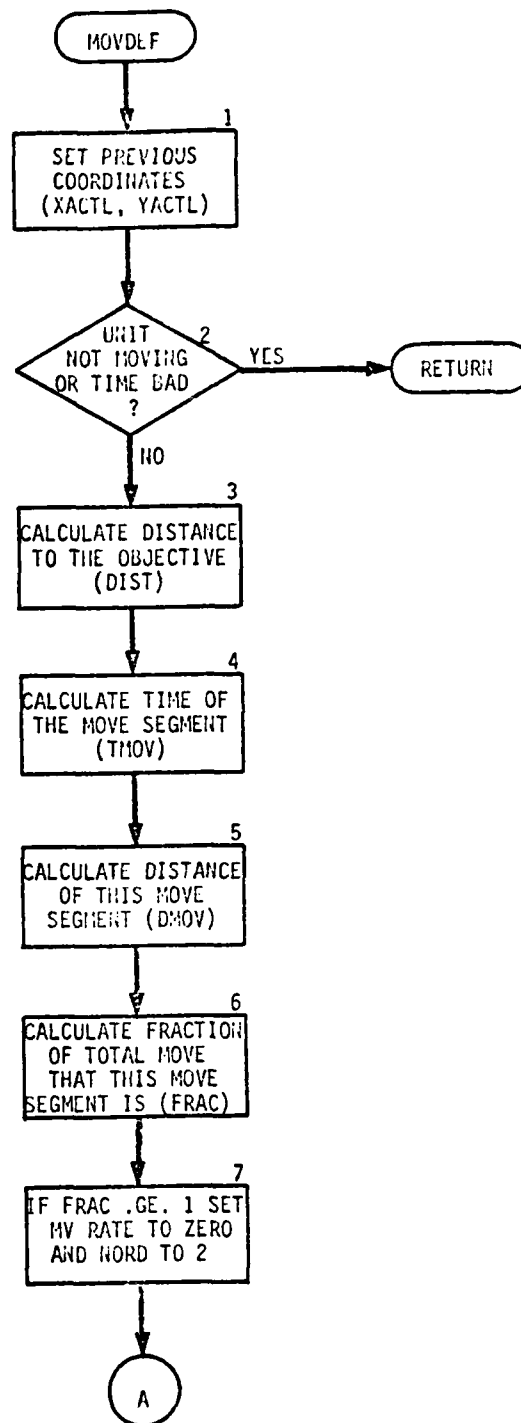 MOVDEF
1
SET PREVIOUS
COORDINATES
(XACTL, YACTL)
2
UNIT
NOT MOVING
OR TIME BAD
?
YES
RETURN
NO
3
CALCULATE DISTANCE
TO THE OBJECTIVE
(DIST)
4
CALCULATE TIME OF
THE MOVE SEGMENT
(TMOV)
5
CALCULATE DISTANCE
OF THIS MOVE
SEGMENT (DMOV)
6
CALCULATE FRACTION
OF TOTAL MOVE
THAT THIS MOVE
SEGMENT IS (FRAC)
7
IF FRAC .GE. 1 SET
MV RATE TO ZERO
AND NORD TO 2
A